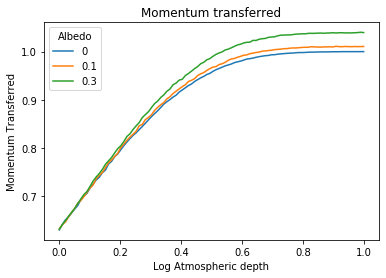 Momentum transferred
Albedo
0
0.1
0.3
Momentum Transferred
1.0
0.9
0.8
0.7
0.0 0.2 0.4 0.6 0.8 1.0
Log Atmospheric depth